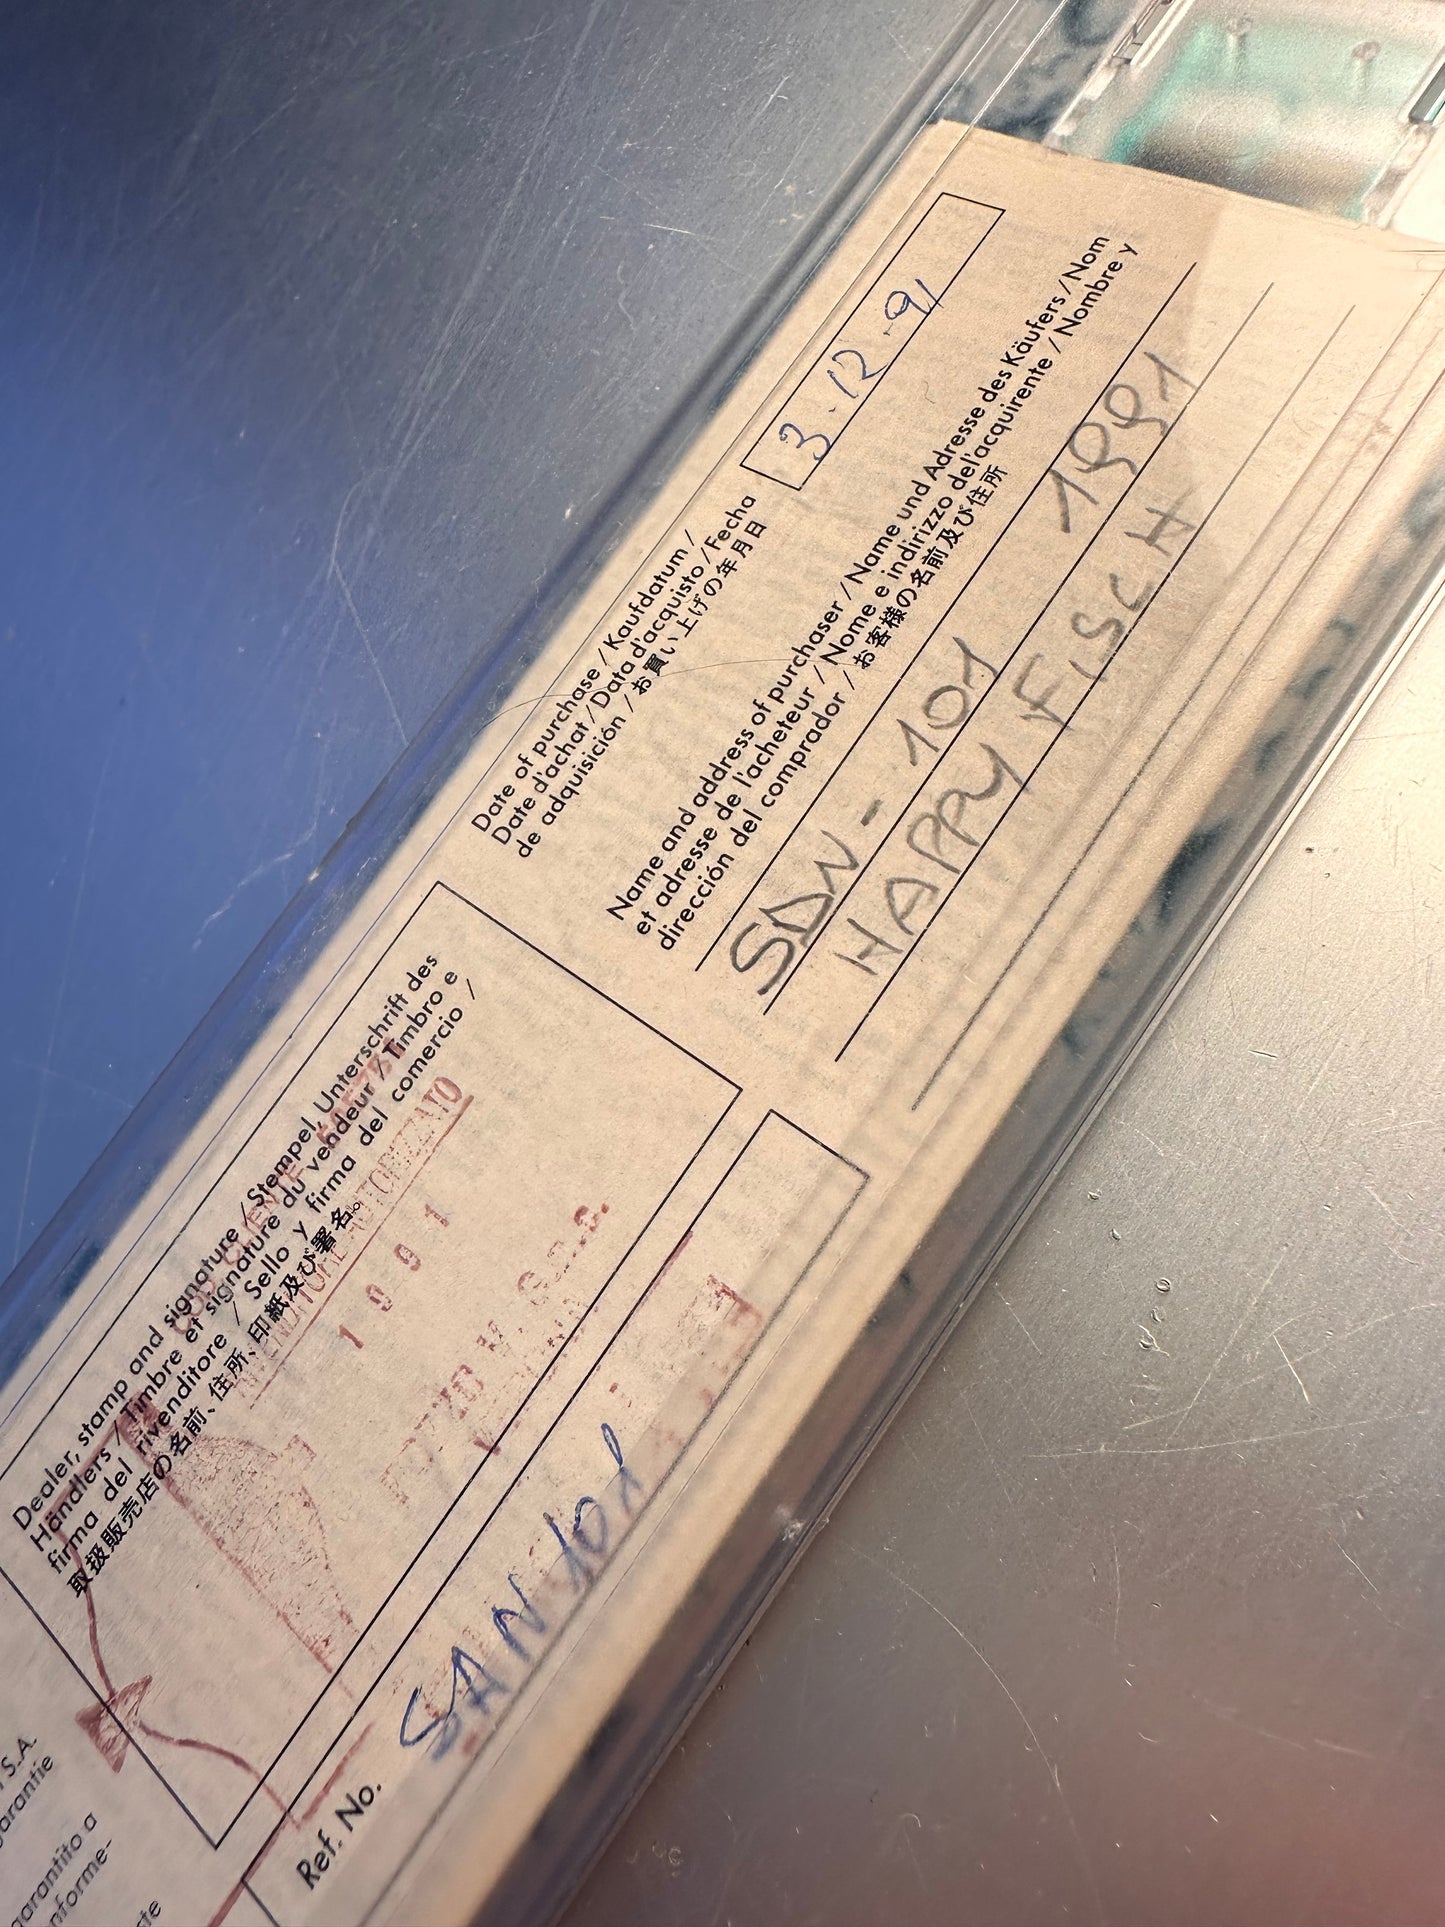 Date of purchase / Kaufdatum /
Date d'achat / Data d'acquisto / Fecha
de adquisición / お買い上げの年月日
3.12.91
Name and address of purchaser / Name und Adresse des Käufers / Nom
et adresse de l'acheteur / Nome e indirizzo del'acquirente / Nombre y
dirección del comprador / お客様の名前及び住所
SDN - 101 1991
HAPPY FISCH
Dealer, stamp and signature / Stempel, Unterschrift des
Händlers / Timbre et signature du vendeur / Timbro e
firma del rivenditore / Sello y firma del comercio /
取扱販売店の名前、住所、印紙及び署名。
AUTORIZZATO
1991
Ref. No.
SAN 101
S.A.
garantie
garantito a